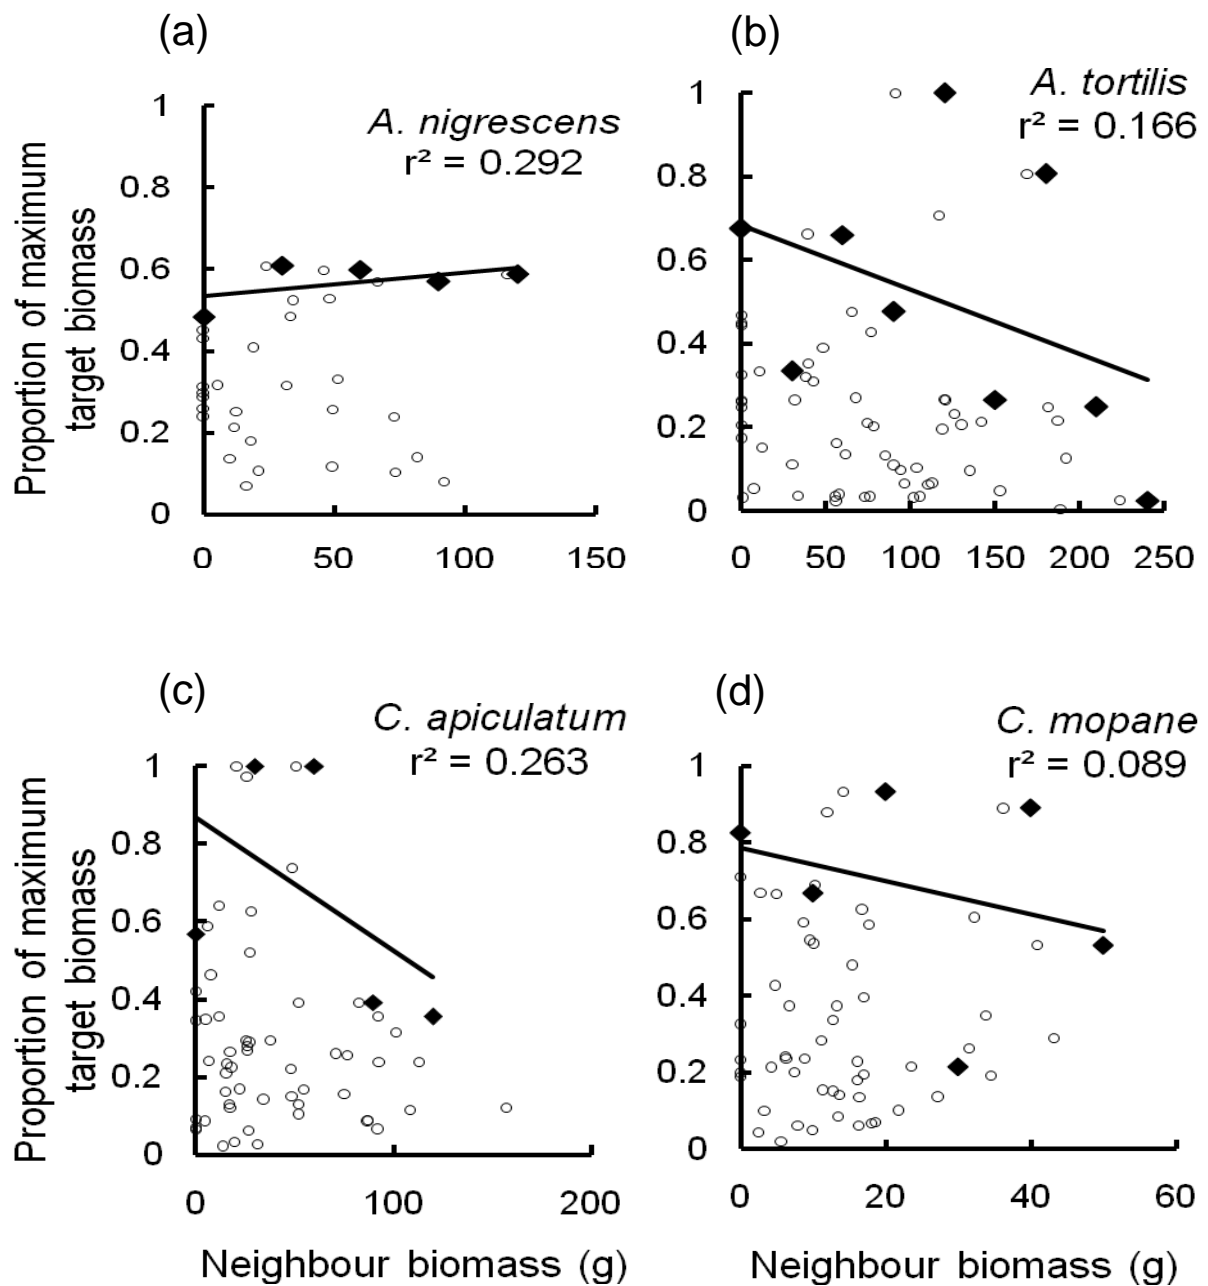 (a)
A. nigrescens
r² = 0.292
Proportion of maximum
target biomass
1
0.8
0.6
0.4
0.2
0
0 50 100 150
(b)
A. tortilis
r² = 0.166
1
0.8
0.6
0.4
0.2
0
0 50 100 150 200 250
(c)
C. apiculatum
r² = 0.263
Proportion of maximum
target biomass
1
0.8
0.6
0.4
0.2
0
0 100 200
Neighbour biomass (g)
(d)
C. mopane
r² = 0.089
1
0.8
0.6
0.4
0.2
0
0 20 40 60
Neighbour biomass (g)